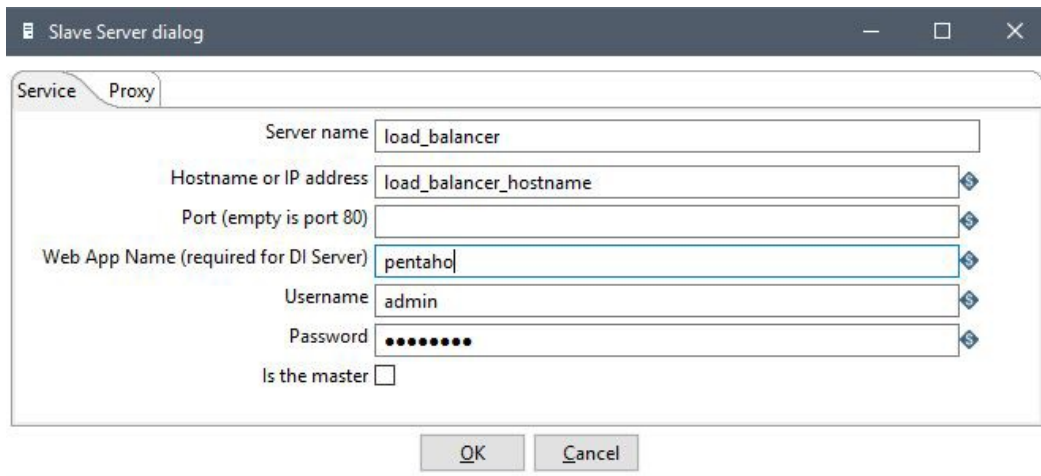 Slave Server dialog
Service Proxy
Server name load_balancer
Hostname or IP address load_balancer_hostname
Port (empty is port 80)
Web App Name (required for DI Server) pentaho
Username admin
Password ●●●●●●●●
Is the master
OK Cancel